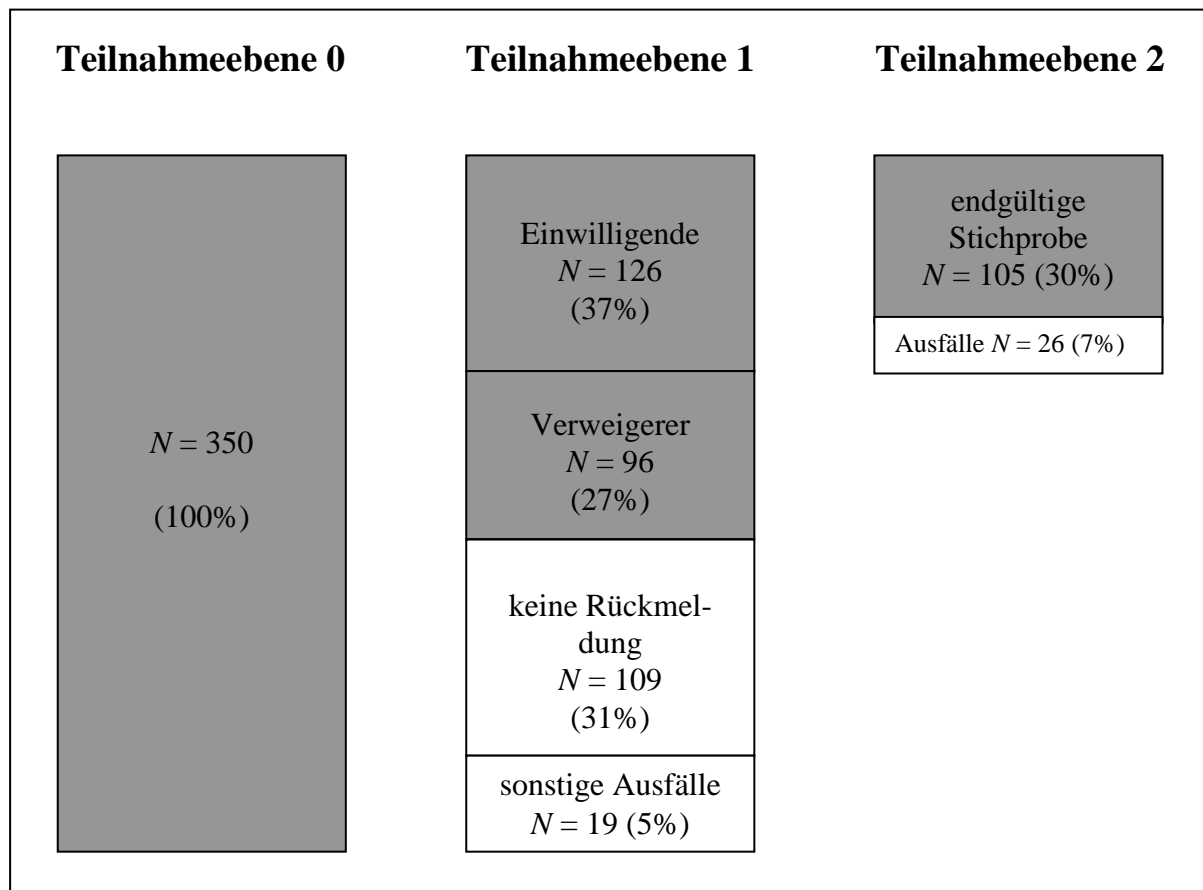 Teilnahmeebene 0
Teilnahmeebene 1
Teilnahmeebene 2
N = 350
(100%)
Einwilligende
N = 126
(37%)
Verweigerer
N = 96
(27%)
keine Rückmel-
dung
N = 109
(31%)
sonstige Ausfälle
N = 19 (5%)
endgültige
Stichprobe
N = 105 (30%)
Ausfälle N = 26 (7%)